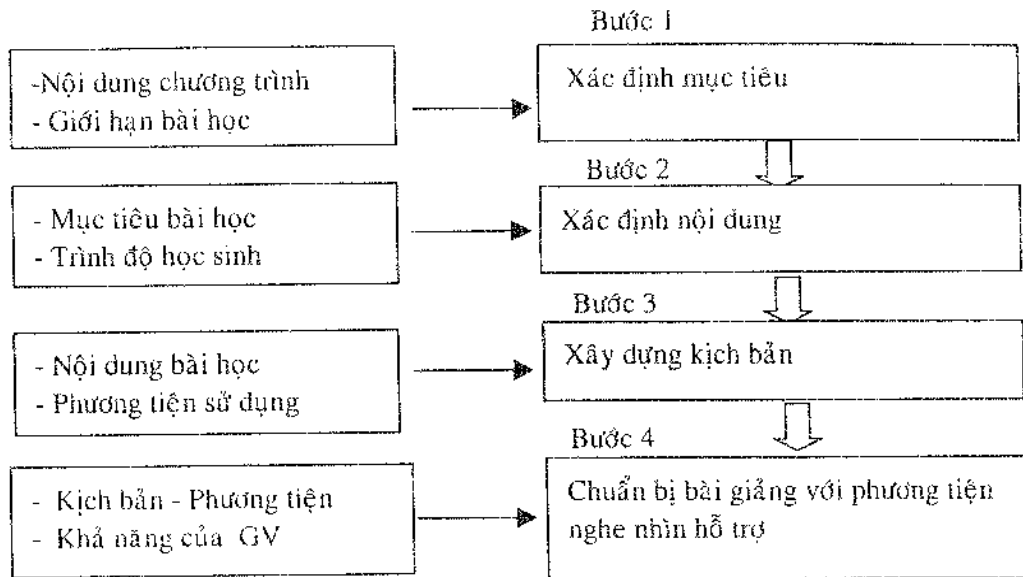 Bước 1
-Nội dung chương trình
- Giới hạn bài học
Xác định mục tiêu
Bước 2
- Mục tiêu bài học
- Trình độ học sinh
Xác định nội dung
Bước 3
- Nội dung bài học
- Phương tiện sử dụng
Xây dựng kịch bản
Bước 4
- Kịch bản - Phương tiện
- Khả năng của GV
Chuẩn bị bài giảng với phương tiện
nghe nhìn hỗ trợ